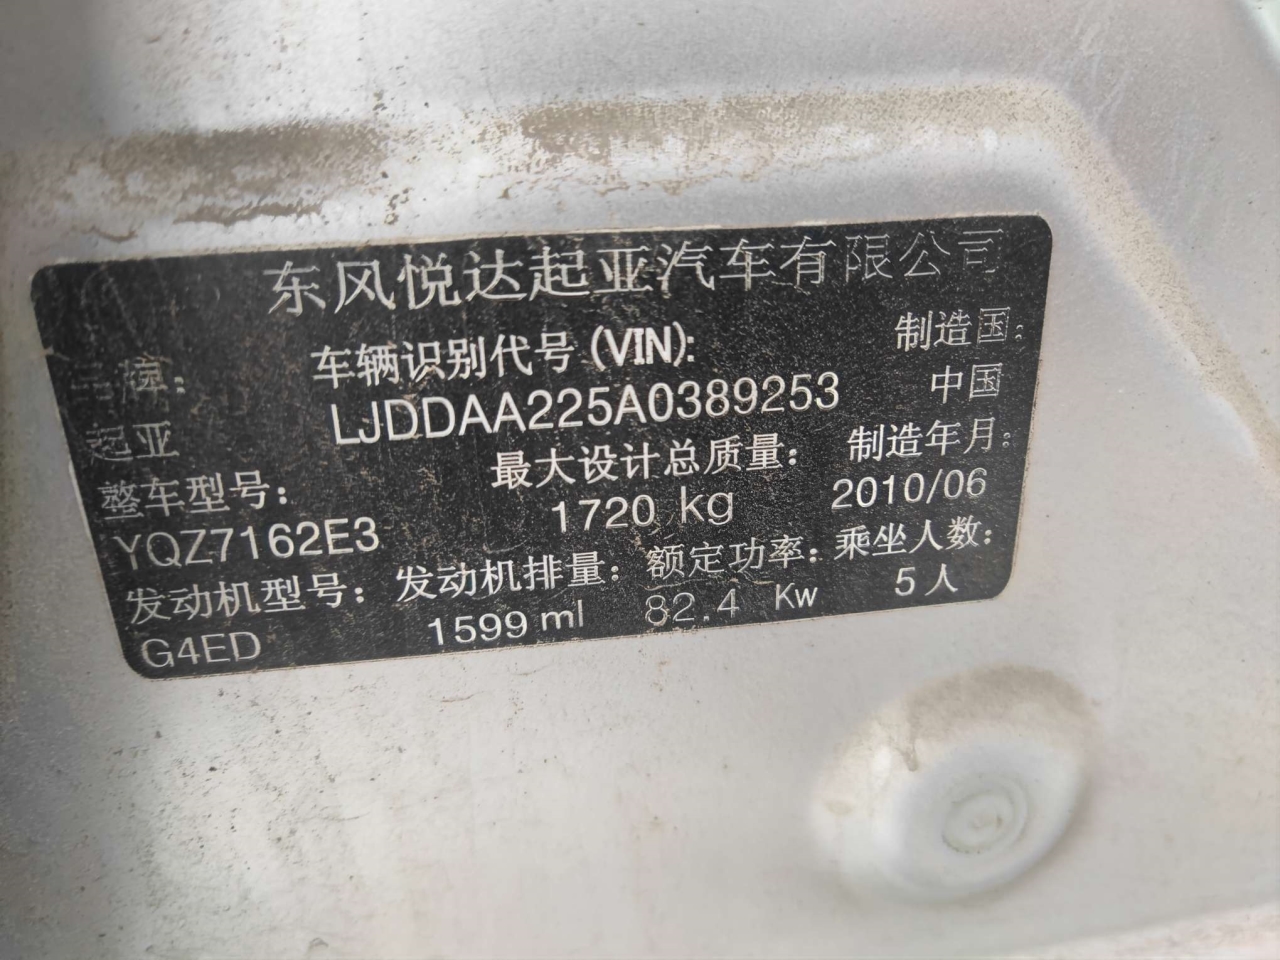 东风悦达起亚汽车有限公司
品牌: 车辆识别代号 (VIN): 制造国:
起亚 LJDDAA225A0389253 中国
整车型号: 最大设计总质量: 制造年月:
YQZ7162E3 1720 kg 2010/06
发动机型号: 发动机排量: 额定功率: 乘坐人数:
G4ED 1599 ml 82.4 Kw 5人